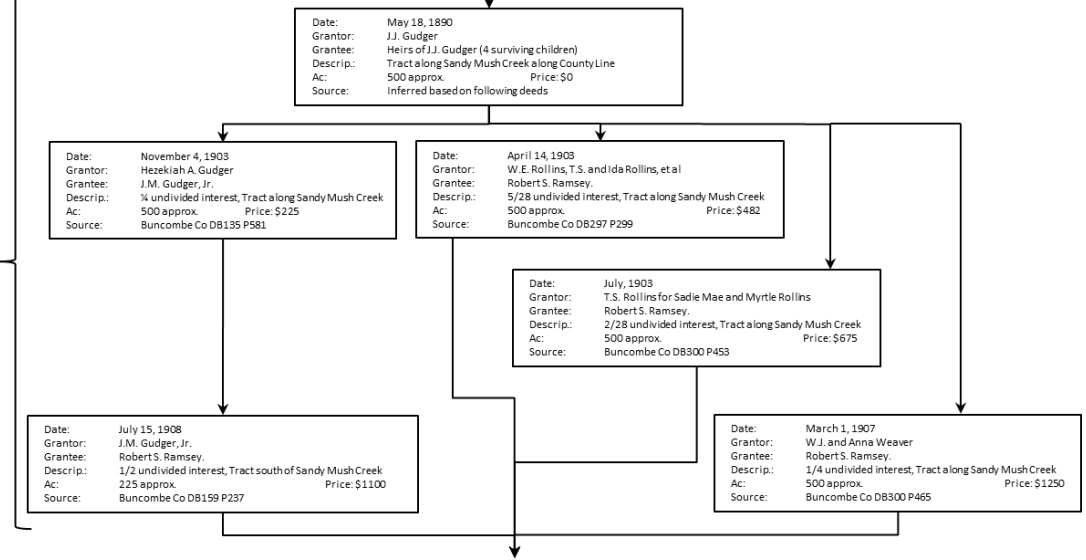 Date: May 18, 1890
Grantor: J.J. Gudger
Grantee: Heirs of J.J. Gudger (4 surviving children)
Descrip.: Tract along Sandy Mush Creek along County Line
Ac: 500 approx. Price: $0
Source: Inferred based on following deeds
Date: November 4, 1903
Grantor: Hezekiah A. Gudger
Grantee: J.M. Gudger, Jr.
Descrip.: ¼ undivided interest, Tract along Sandy Mush Creek
Ac: 500 approx. Price: $225
Source: Buncombe Co DB135 P581
Date: April 14, 1903
Grantor: W.E. Rollins, T.S. and Ida Rollins, et al
Grantee: Robert S. Ramsey.
Descrip.: 5/28 undivided interest, Tract along Sandy Mush Creek
Ac: 500 approx. Price: $482
Source: Buncombe Co DB297 P299
Date: July, 1903
Grantor: T.S. Rollins for Sadie Mae and Myrtle Rollins
Grantee: Robert S. Ramsey.
Descrip.: 2/28 undivided interest, Tract along Sandy Mush Creek
Ac: 500 approx. Price: $675
Source: Buncombe Co DB300 P453
Date: July 15, 1908
Grantor: J.M. Gudger, Jr.
Grantee: Robert S. Ramsey.
Descrip.: 1/2 undivided interest, Tract south of Sandy Mush Creek
Ac: 225 approx. Price: $1100
Source: Buncombe Co DB159 P237
Date: March 1, 1907
Grantor: W.J. and Anna Weaver
Grantee: Robert S. Ramsey.
Descrip.: 1/4 undivided interest, Tract along Sandy Mush Creek
Ac: 500 approx. Price: $1250
Source: Buncombe Co DB300 P465